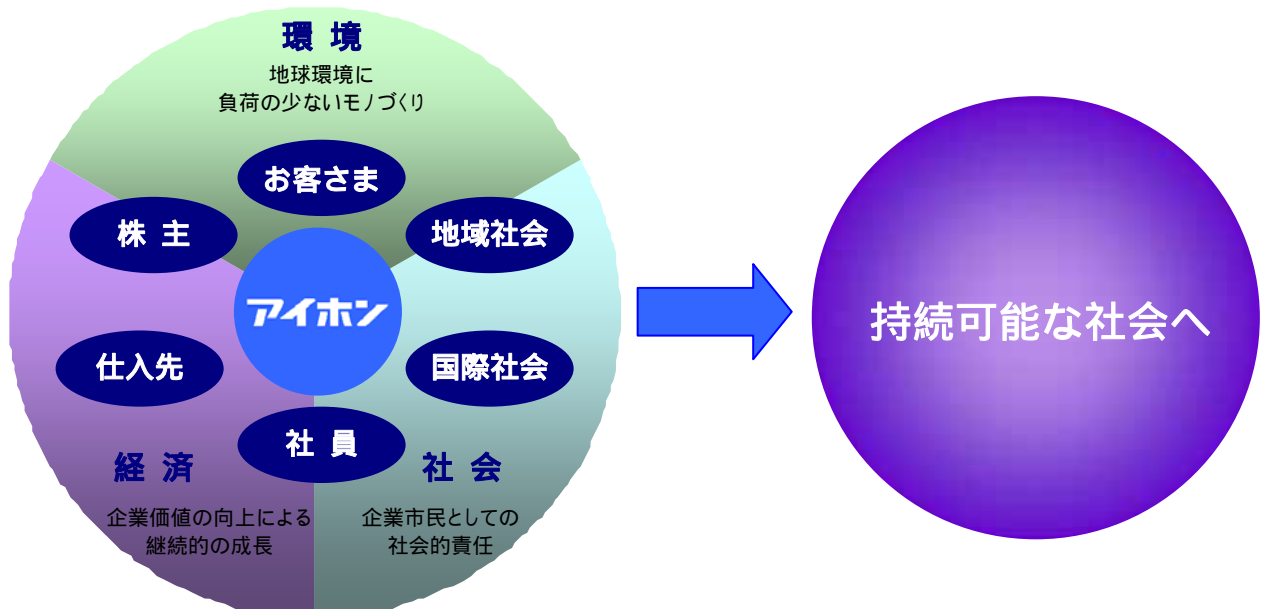 環 境
地球環境に
負荷の少ないモノづくり
お客さま
株 主
地域社会
アイホン
仕入先
国際社会
社 員
経 済
企業価値の向上による
継続的の成長
社 会
企業市民としての
社会的責任
持続可能な社会へ